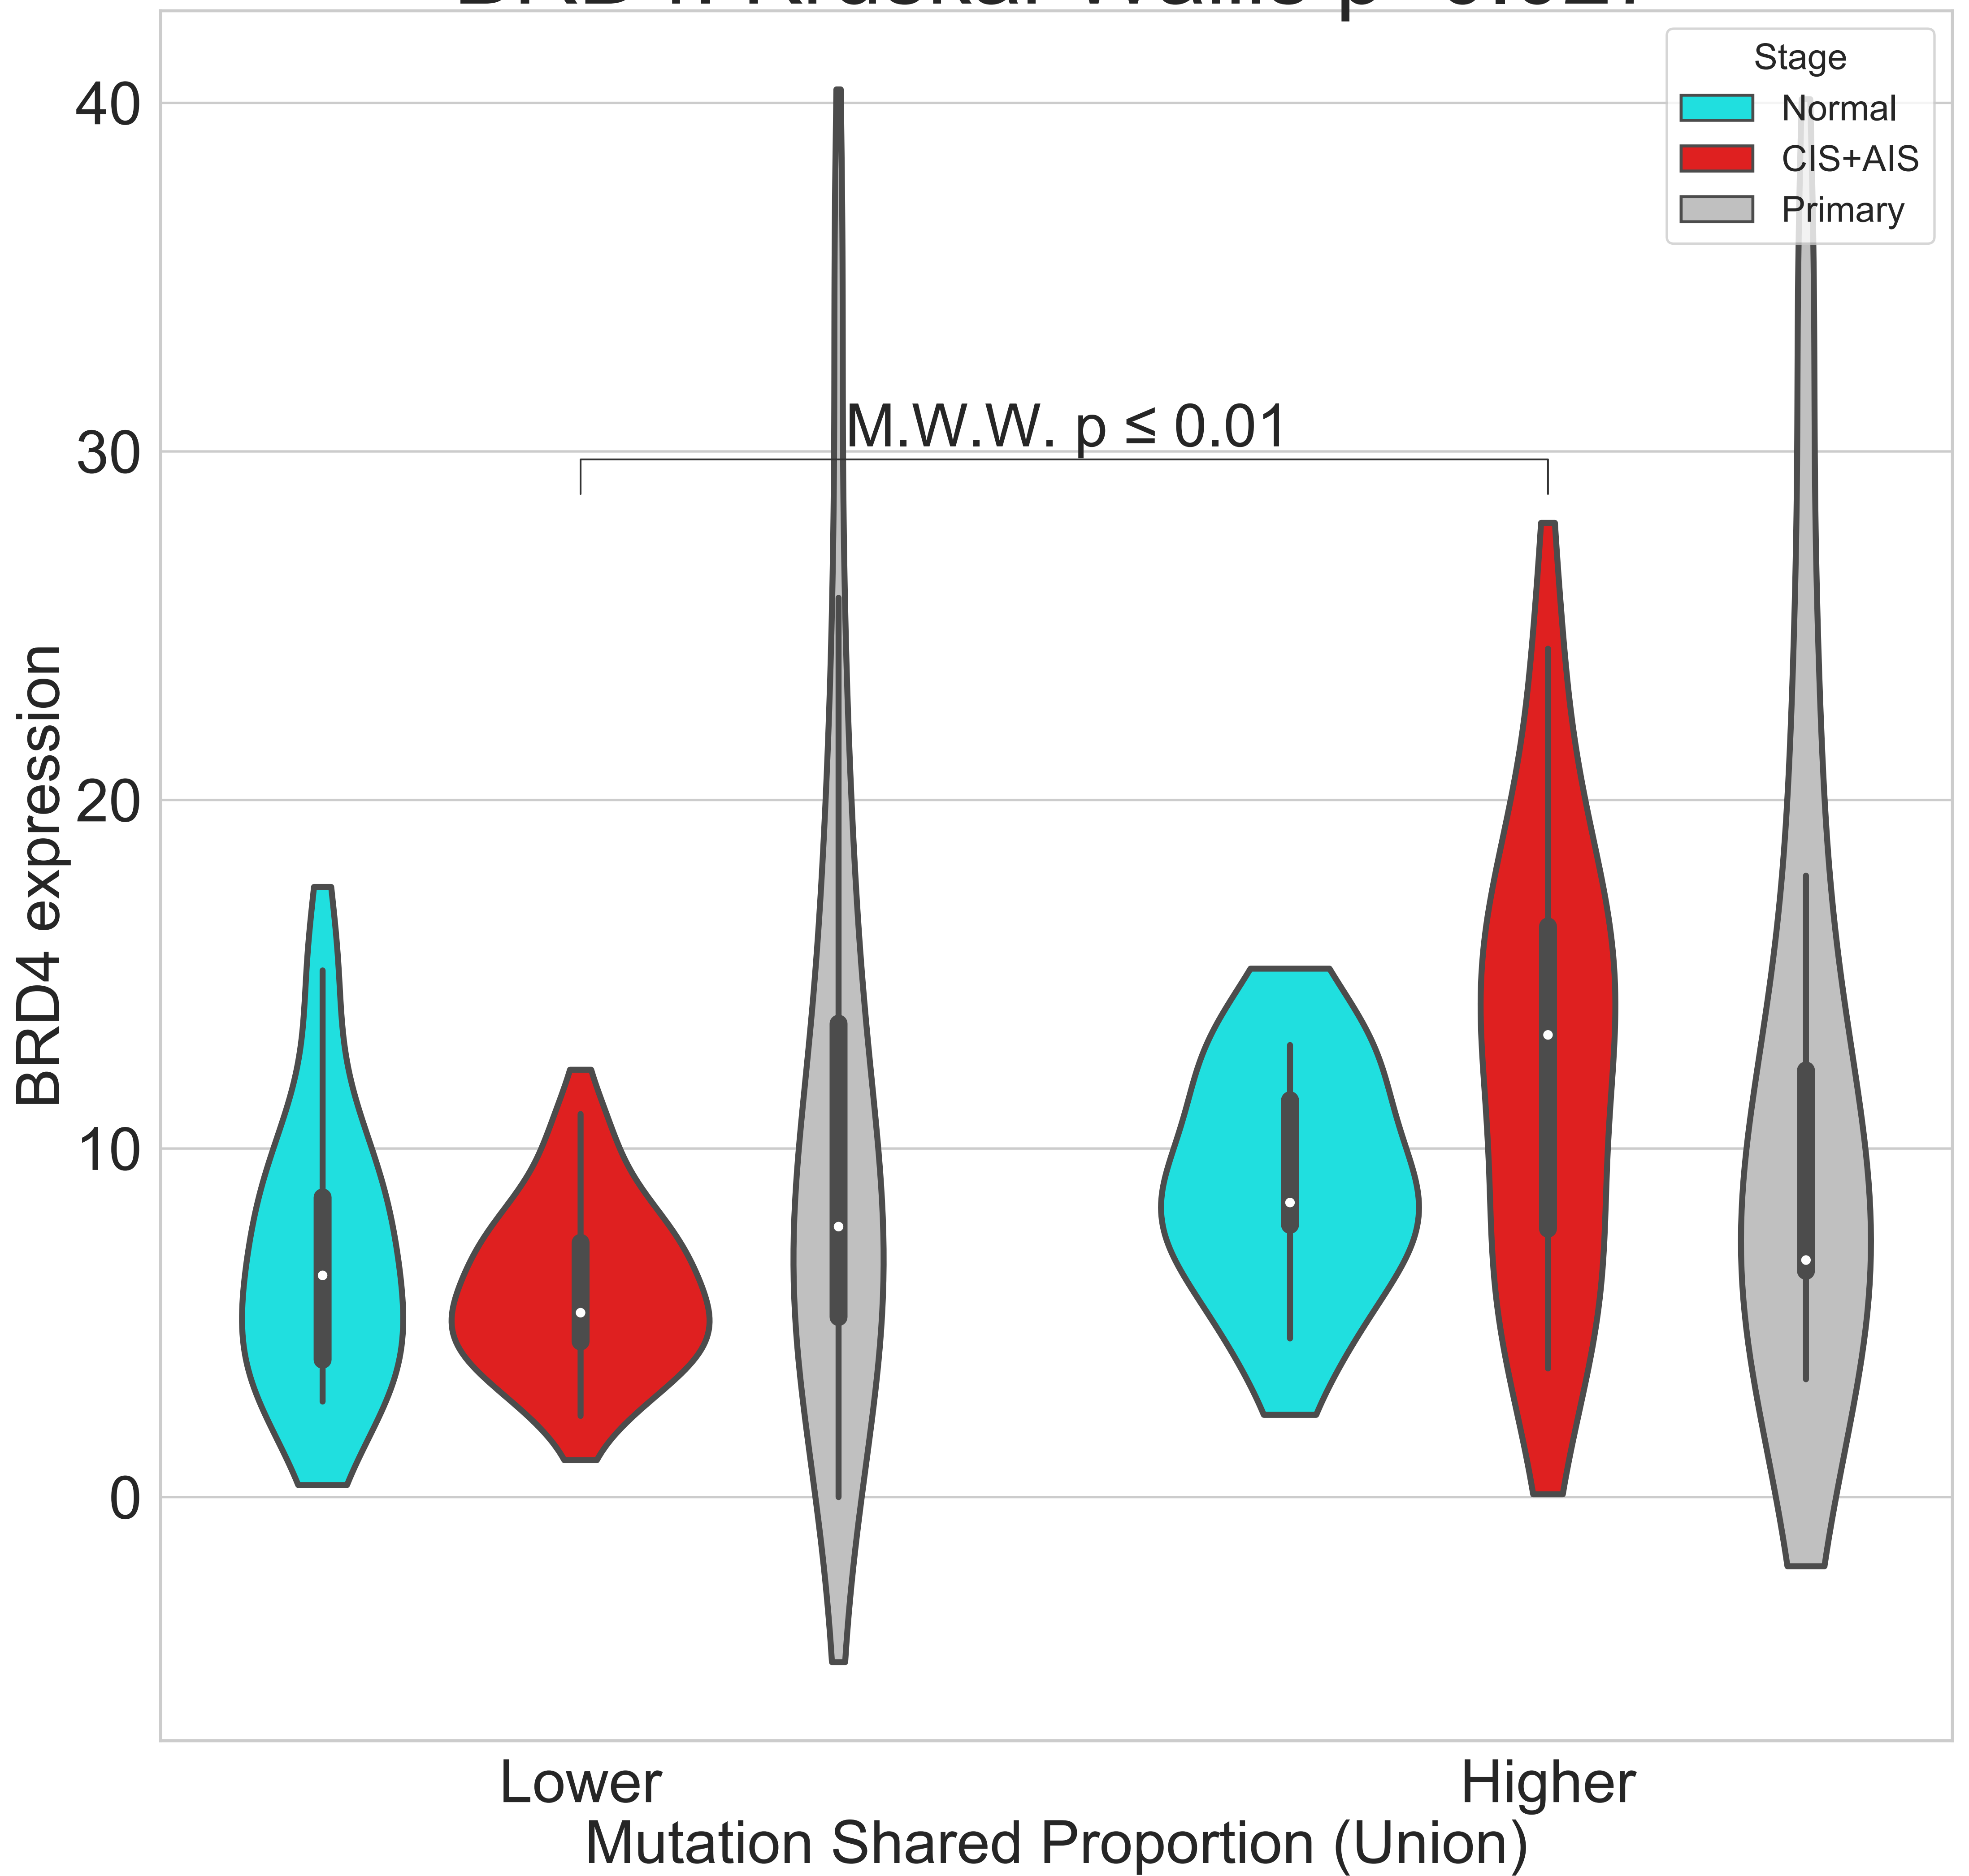 Stage
Normal
CIS+AIS
Primary
M.W.W. p ≤ 0.01
40
30
20
10
0
BRD4 expression
Lower
Higher
Mutation Shared Proportion (Union)